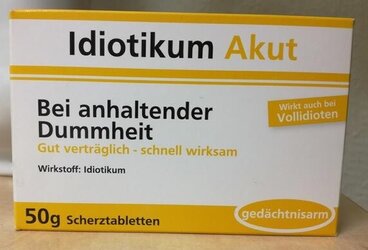 Idiotikum Akut
Bei anhaltender
Dummheit
Gut verträglich - schnell wirksam
Wirkstoff: Idiotikum
Wirkt auch bei
Vollidioten
50g Scherztabletten
gedächtnisarm